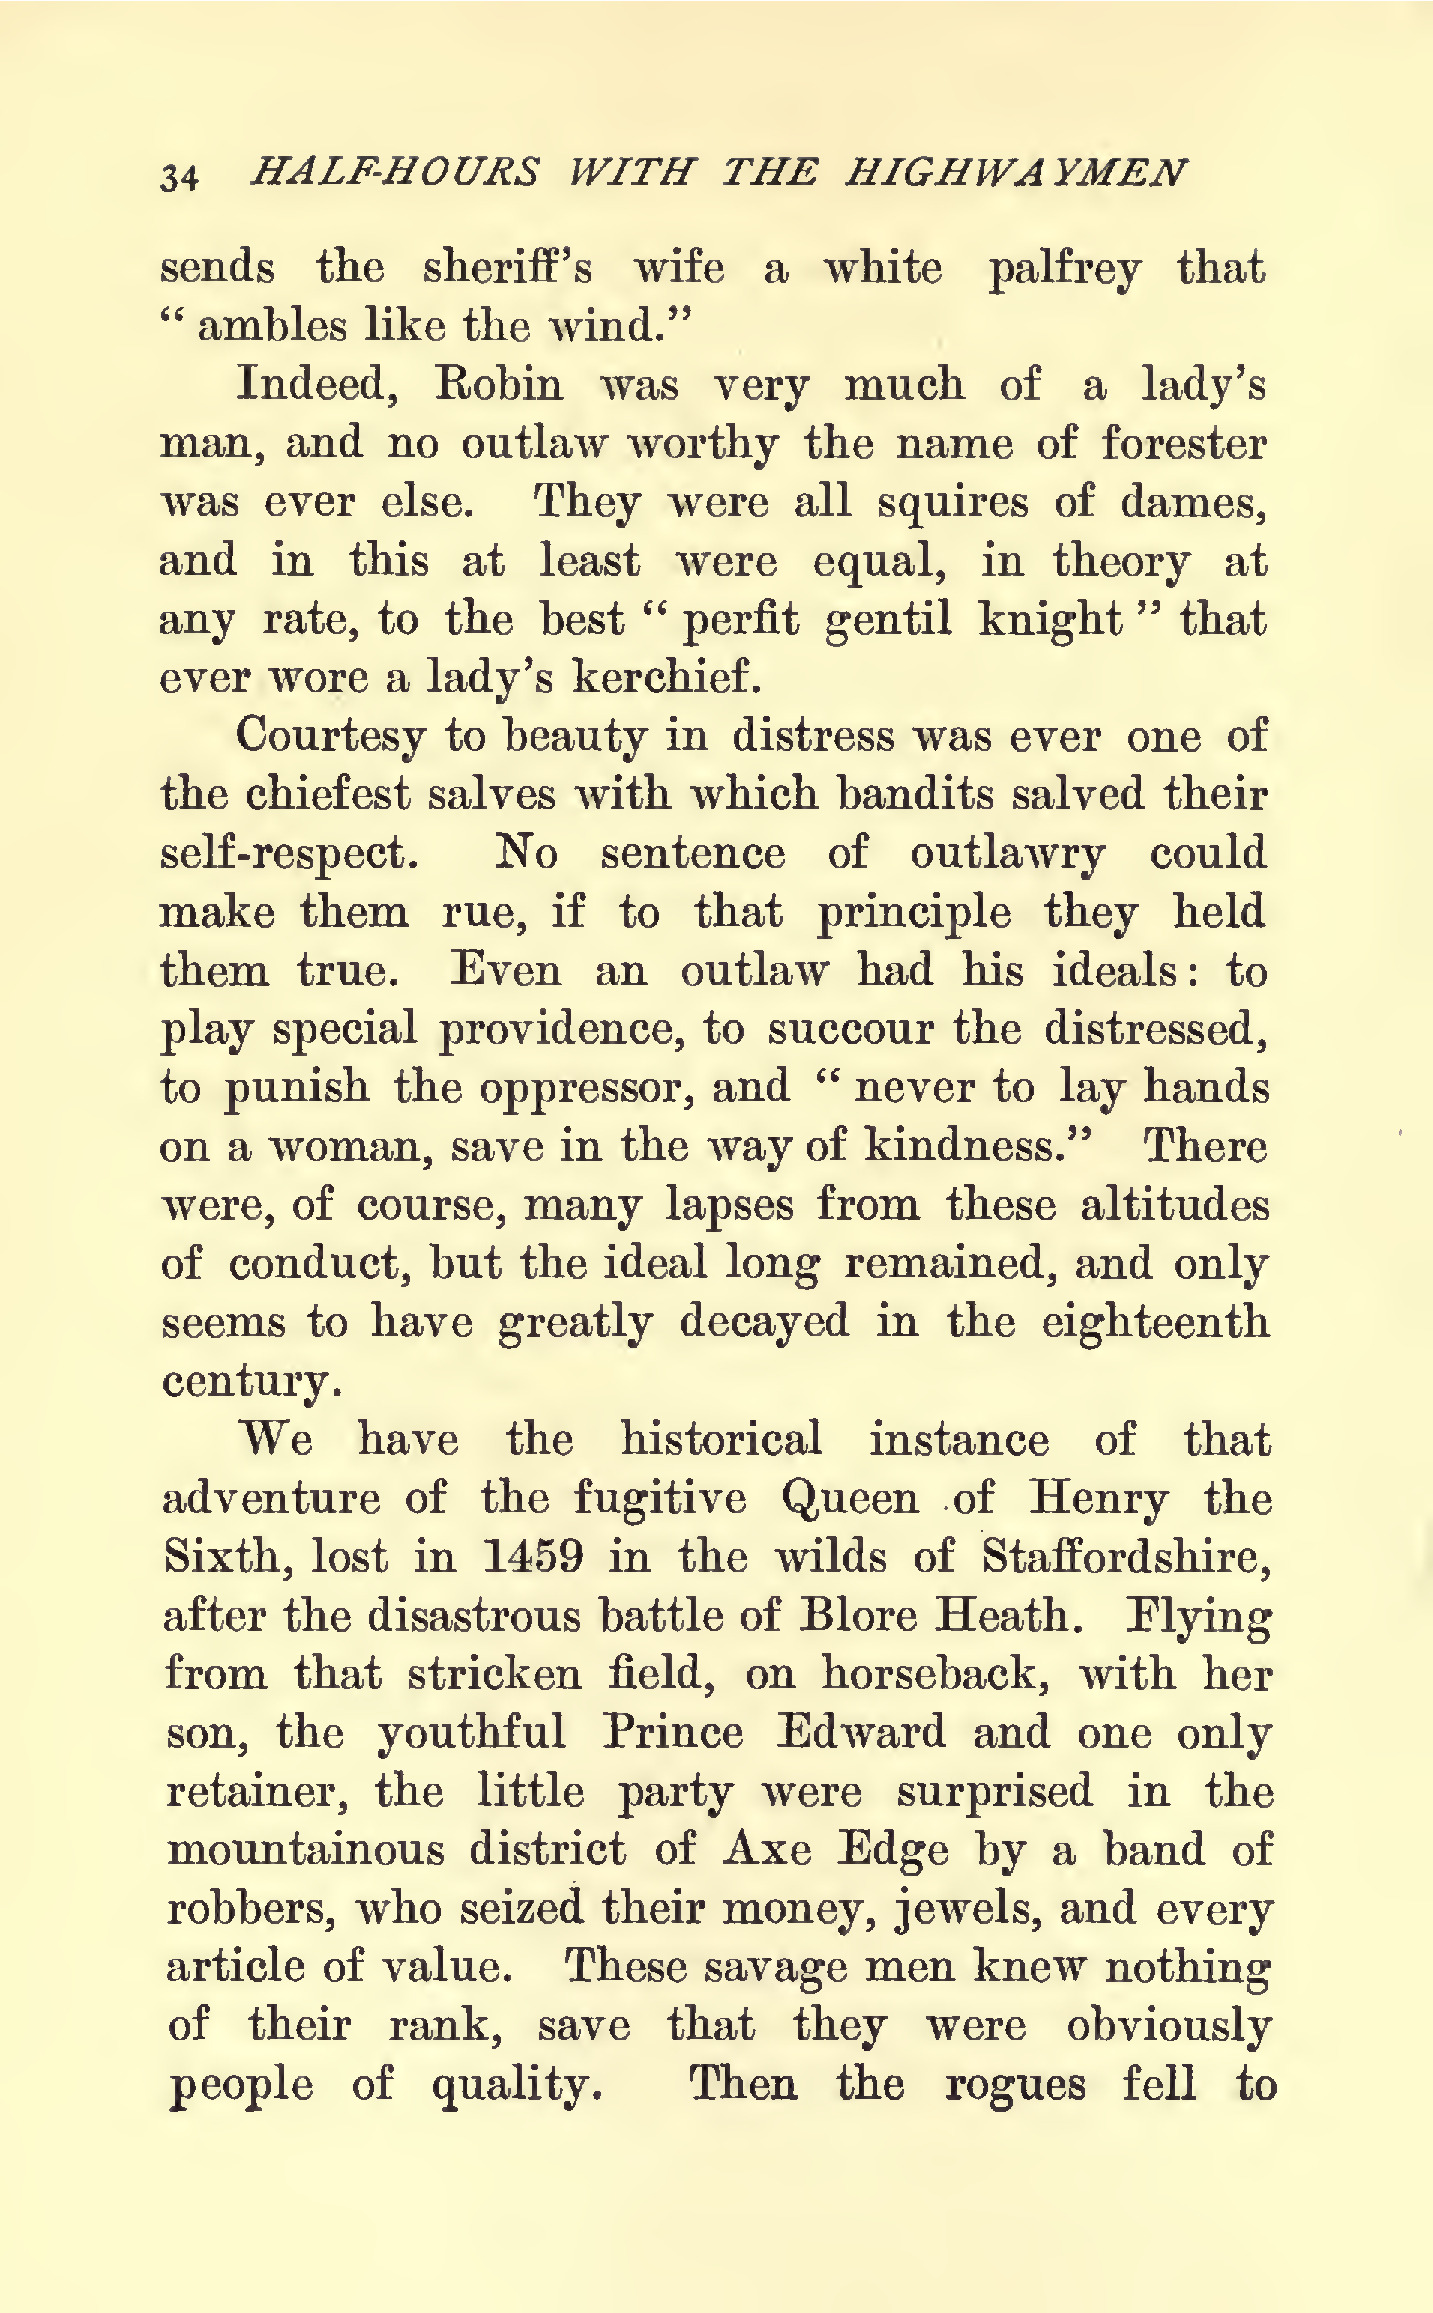 34 HALF-HOURS WITH THE HIGHWAYMEN
sends the sheriff's wife a white palfrey that
“ ambles like the wind.”
Indeed, Robin was very much of a lady's
man, and no outlaw worthy the name of forester
was ever else. They were all squires of dames,
and in this at least were equal, in theory at
any rate, to the best “ perfit gentil knight ” that
ever wore a lady's kerchief.
Courtesy to beauty in distress was ever one of
the chiefest salves with which bandits salved their
self-respect. No sentence of outlawry could
make them rue, if to that principle they held
them true. Even an outlaw had his ideals : to
play special providence, to succour the distressed,
to punish the oppressor, and “ never to lay hands
on a woman, save in the way of kindness.” There
were, of course, many lapses from these altitudes
of conduct, but the ideal long remained, and only
seems to have greatly decayed in the eighteenth
century.
We have the historical instance of that
adventure of the fugitive Queen of Henry the
Sixth, lost in 1459 in the wilds of Staffordshire,
after the disastrous battle of Blore Heath. Flying
from that stricken field, on horseback, with her
son, the youthful Prince Edward and one only
retainer, the little party were surprised in the
mountainous district of Axe Edge by a band of
robbers, who seized their money, jewels, and every
article of value. These savage men knew nothing
of their rank, save that they were obviously
people of quality. Then the rogues fell to